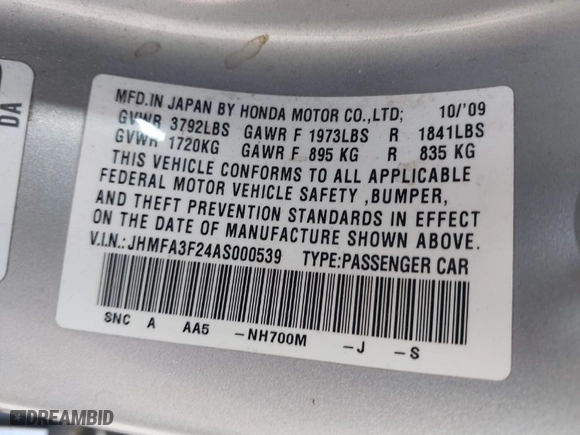 DA
MFD.IN JAPAN BY HONDA MOTOR CO.,LTD; 10/'09
GVWR 3792LBS GAWR F 1973LBS R 1841LBS
GVWR 1720KG GAWR F 895 KG R 835 KG
THIS VEHICLE CONFORMS TO ALL APPLICABLE
FEDERAL MOTOR VEHICLE SAFETY ,BUMPER,
AND THEFT PREVENTION STANDARDS IN EFFECT
ON THE DATE OF MANUFACTURE SHOWN ABOVE.
V.I.N.:JHMFA3F24AS000539 TYPE:PASSENGER CAR
SNC A AA5 -NH700M -J -S
DREAMBID